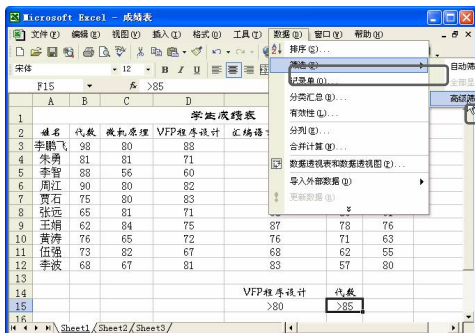 Microsoft Excel - 成绩表
文件(F) 编辑(E) 视图(V) 插入(I) 格式(O) 工具(T) 数据(D) 窗口(W) 帮助(H)
排序(S)...
宋体 12 B I U 筛选(F) 自动筛
记录单(O)... 全部显
F15 fx >85 分类汇总(B)... 高级筛
A B C D 有效性(L)...
1 学生成绩表
分列(E)...
2 姓名 代数 微机原理 VFP程序设计 汇编语
合并计算(N)...
3 李鹏飞 98 80 88
4 朱勇 81 81 71 数据透视表和数据透视图(P)...
5 李智 88 56 60
6 周江 90 80 82 导入外部数据(D)
7 贾石 75 80 83 更新数据(R)
8 张远 65 81 71
9 王娟 62 84 75 87 78 76
10 黄涛 76 65 72 76 71 63
11 伍强 73 82 67 68 62 55
12 李波 68 67 81 83 57 80
13
14 VFP程序设计 代数
15 >80 >85
16
Sheet1 Sheet2 Sheet3